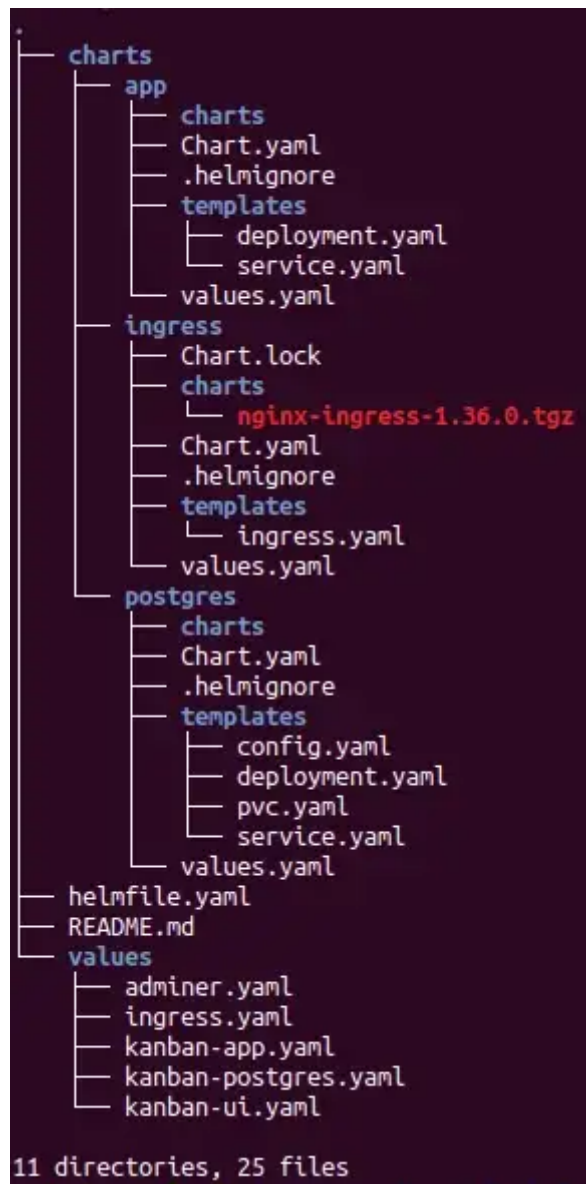 .
├── charts
│   ├── app
│   │   ├── charts
│   │   ├── Chart.yaml
│   │   ├── .helmignore
│   │   ├── templates
│   │   │   ├── deployment.yaml
│   │   │   └── service.yaml
│   │   └── values.yaml
│   ├── ingress
│   │   ├── Chart.lock
│   │   ├── charts
│   │   │   └── nginx-ingress-1.36.0.tgz
│   │   ├── Chart.yaml
│   │   ├── .helmignore
│   │   ├── templates
│   │   │   └── ingress.yaml
│   │   └── values.yaml
│   └── postgres
│       ├── charts
│       ├── Chart.yaml
│       ├── .helmignore
│       ├── templates
│       │   ├── config.yaml
│       │   ├── deployment.yaml
│       │   ├── pvc.yaml
│       │   └── service.yaml
│       └── values.yaml
├── helmfile.yaml
├── README.md
└── values
    ├── adminer.yaml
    ├── ingress.yaml
    ├── kanban-app.yaml
    ├── kanban-postgres.yaml
    └── kanban-ui.yaml

11 directories, 25 files